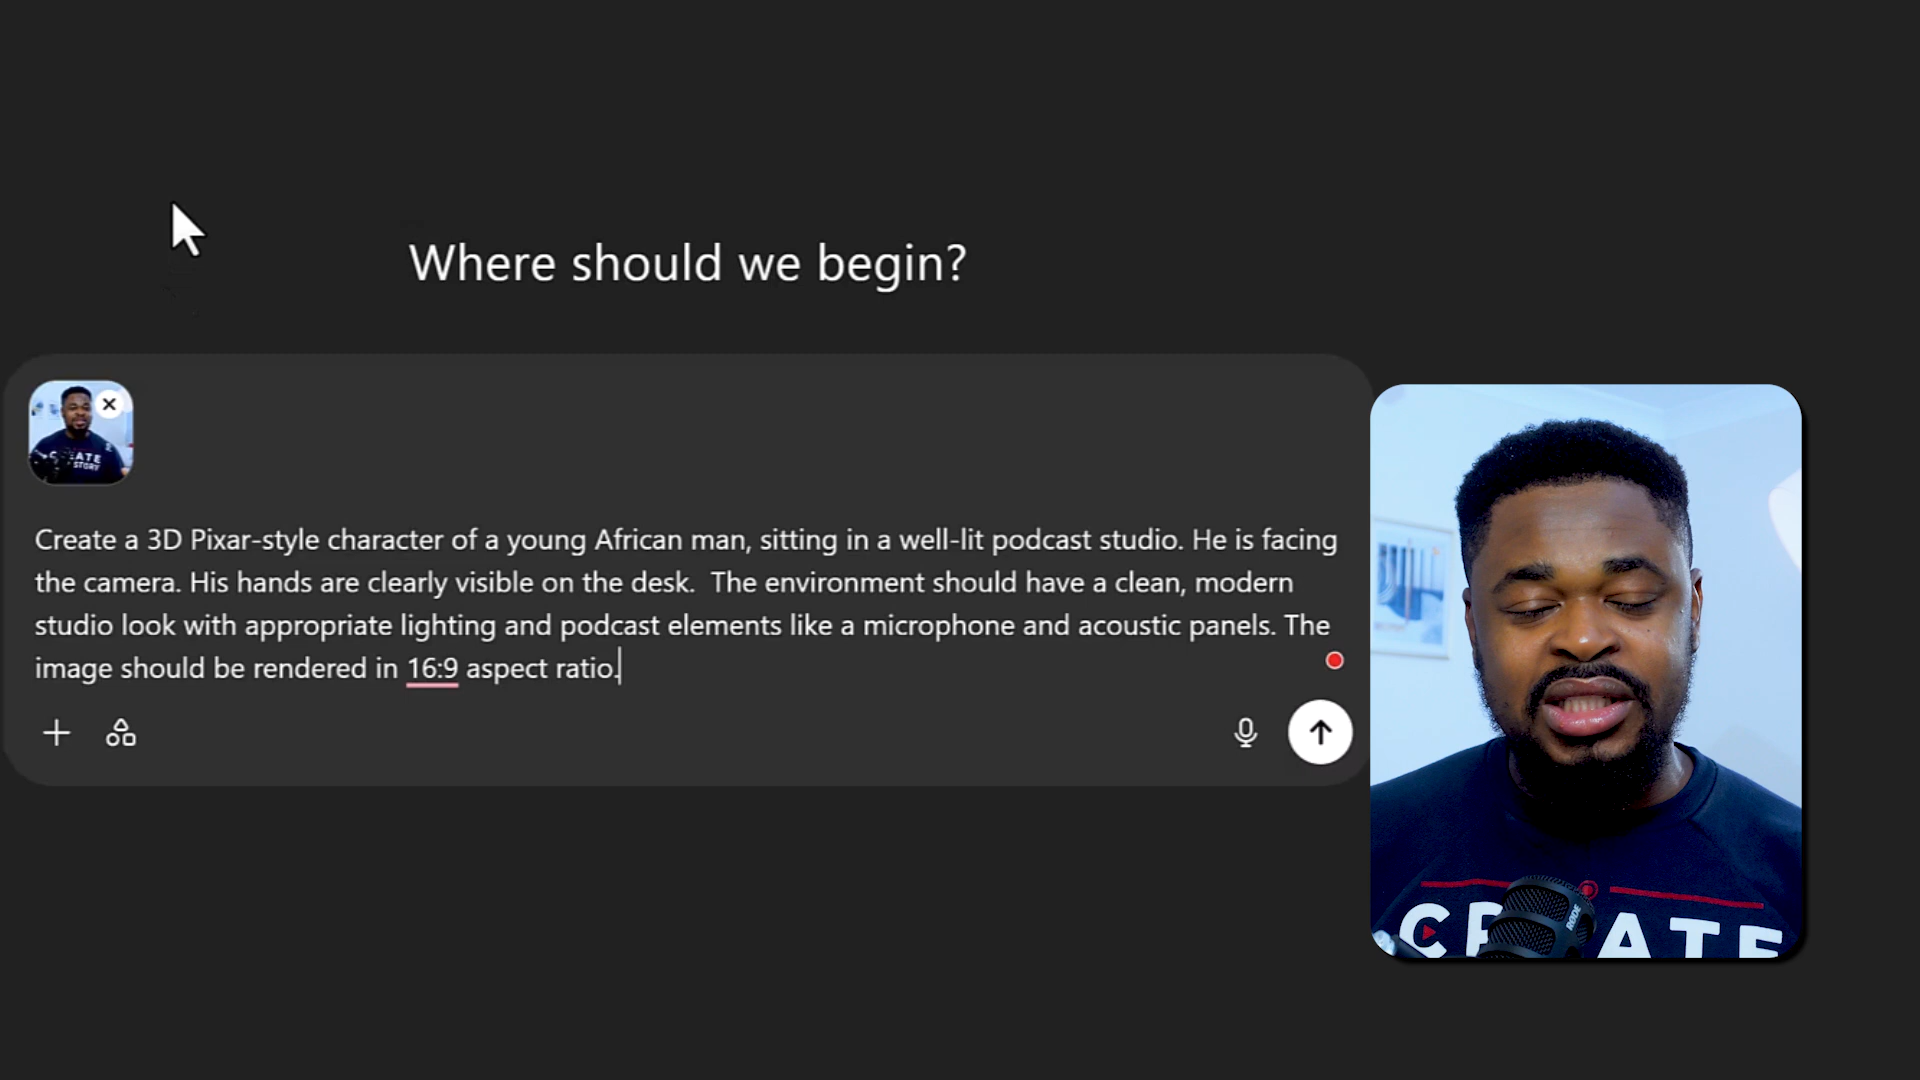 Where should we begin?
Create a 3D Pixar-style character of a young African man, sitting in a well-lit podcast studio. He is facing
the camera. His hands are clearly visible on the desk.  The environment should have a clean, modern
studio look with appropriate lighting and podcast elements like a microphone and acoustic panels. The
image should be rendered in 16:9 aspect ratio.
RODE